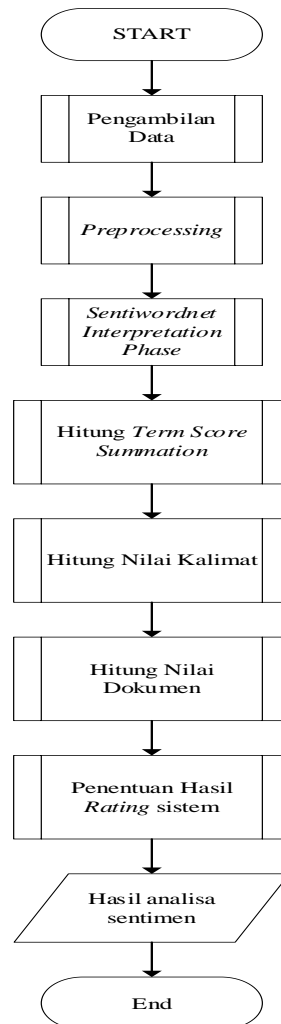 START
Pengambilan
Data
Preprocessing
Sentiwordnet
Interpretation
Phase
Hitung Term Score
Summation
Hitung Nilai Kalimat
Hitung Nilai
Dokumen
Penentuan Hasil
Rating sistem
Hasil analisa
sentimen
End